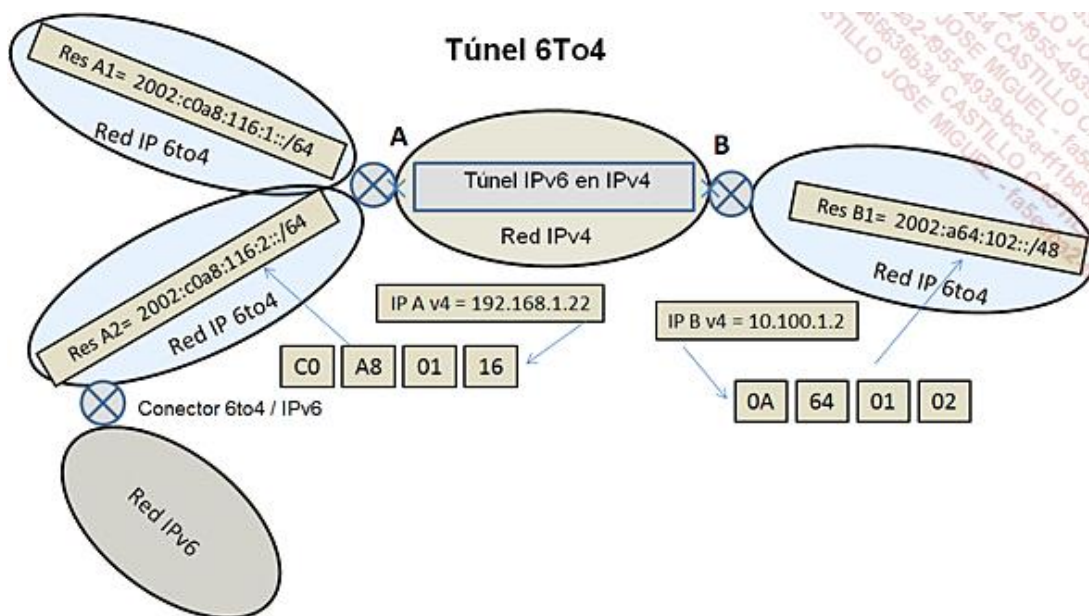 Túnel 6To4
Res A1= 2002:c0a8:116:1::/64
Red IP 6to4
A
B
Túnel IPv6 en IPv4
Red IPv4
Res B1= 2002:a64:102::/48
Red IP 6to4
Res A2= 2002:c0a8:116:2::/64
Red IP 6to4
IP A v4 = 192.168.1.22
IP B v4 = 10.100.1.2
C0 A8 01 16
0A 64 01 02
Conector 6to4 / IPv6
Red IPv6